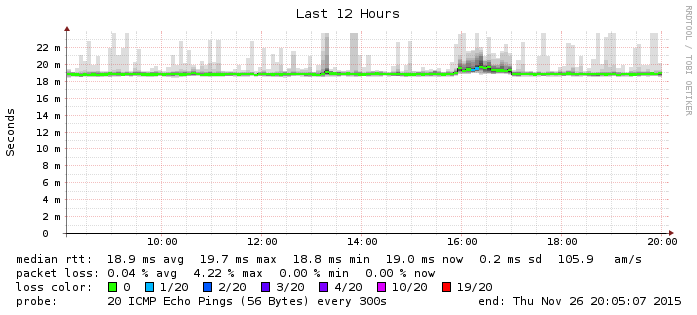 Last 12 Hours
RRDTOOL / TOBI OETIKER
Seconds
22 m
20 m
18 m
16 m
14 m
12 m
10 m
8 m
6 m
4 m
2 m
0
10:00 12:00 14:00 16:00 18:00 20:00
median rtt: 18.9 ms avg 19.7 ms max 18.8 ms min 19.0 ms now 0.2 ms sd 105.9 am/s
packet loss: 0.04 % avg 4.22 % max 0.00 % min 0.00 % now
loss color: 0 1/20 2/20 3/20 4/20 10/20 19/20
probe: 20 ICMP Echo Pings (56 Bytes) every 300s end: Thu Nov 26 20:05:07 2015